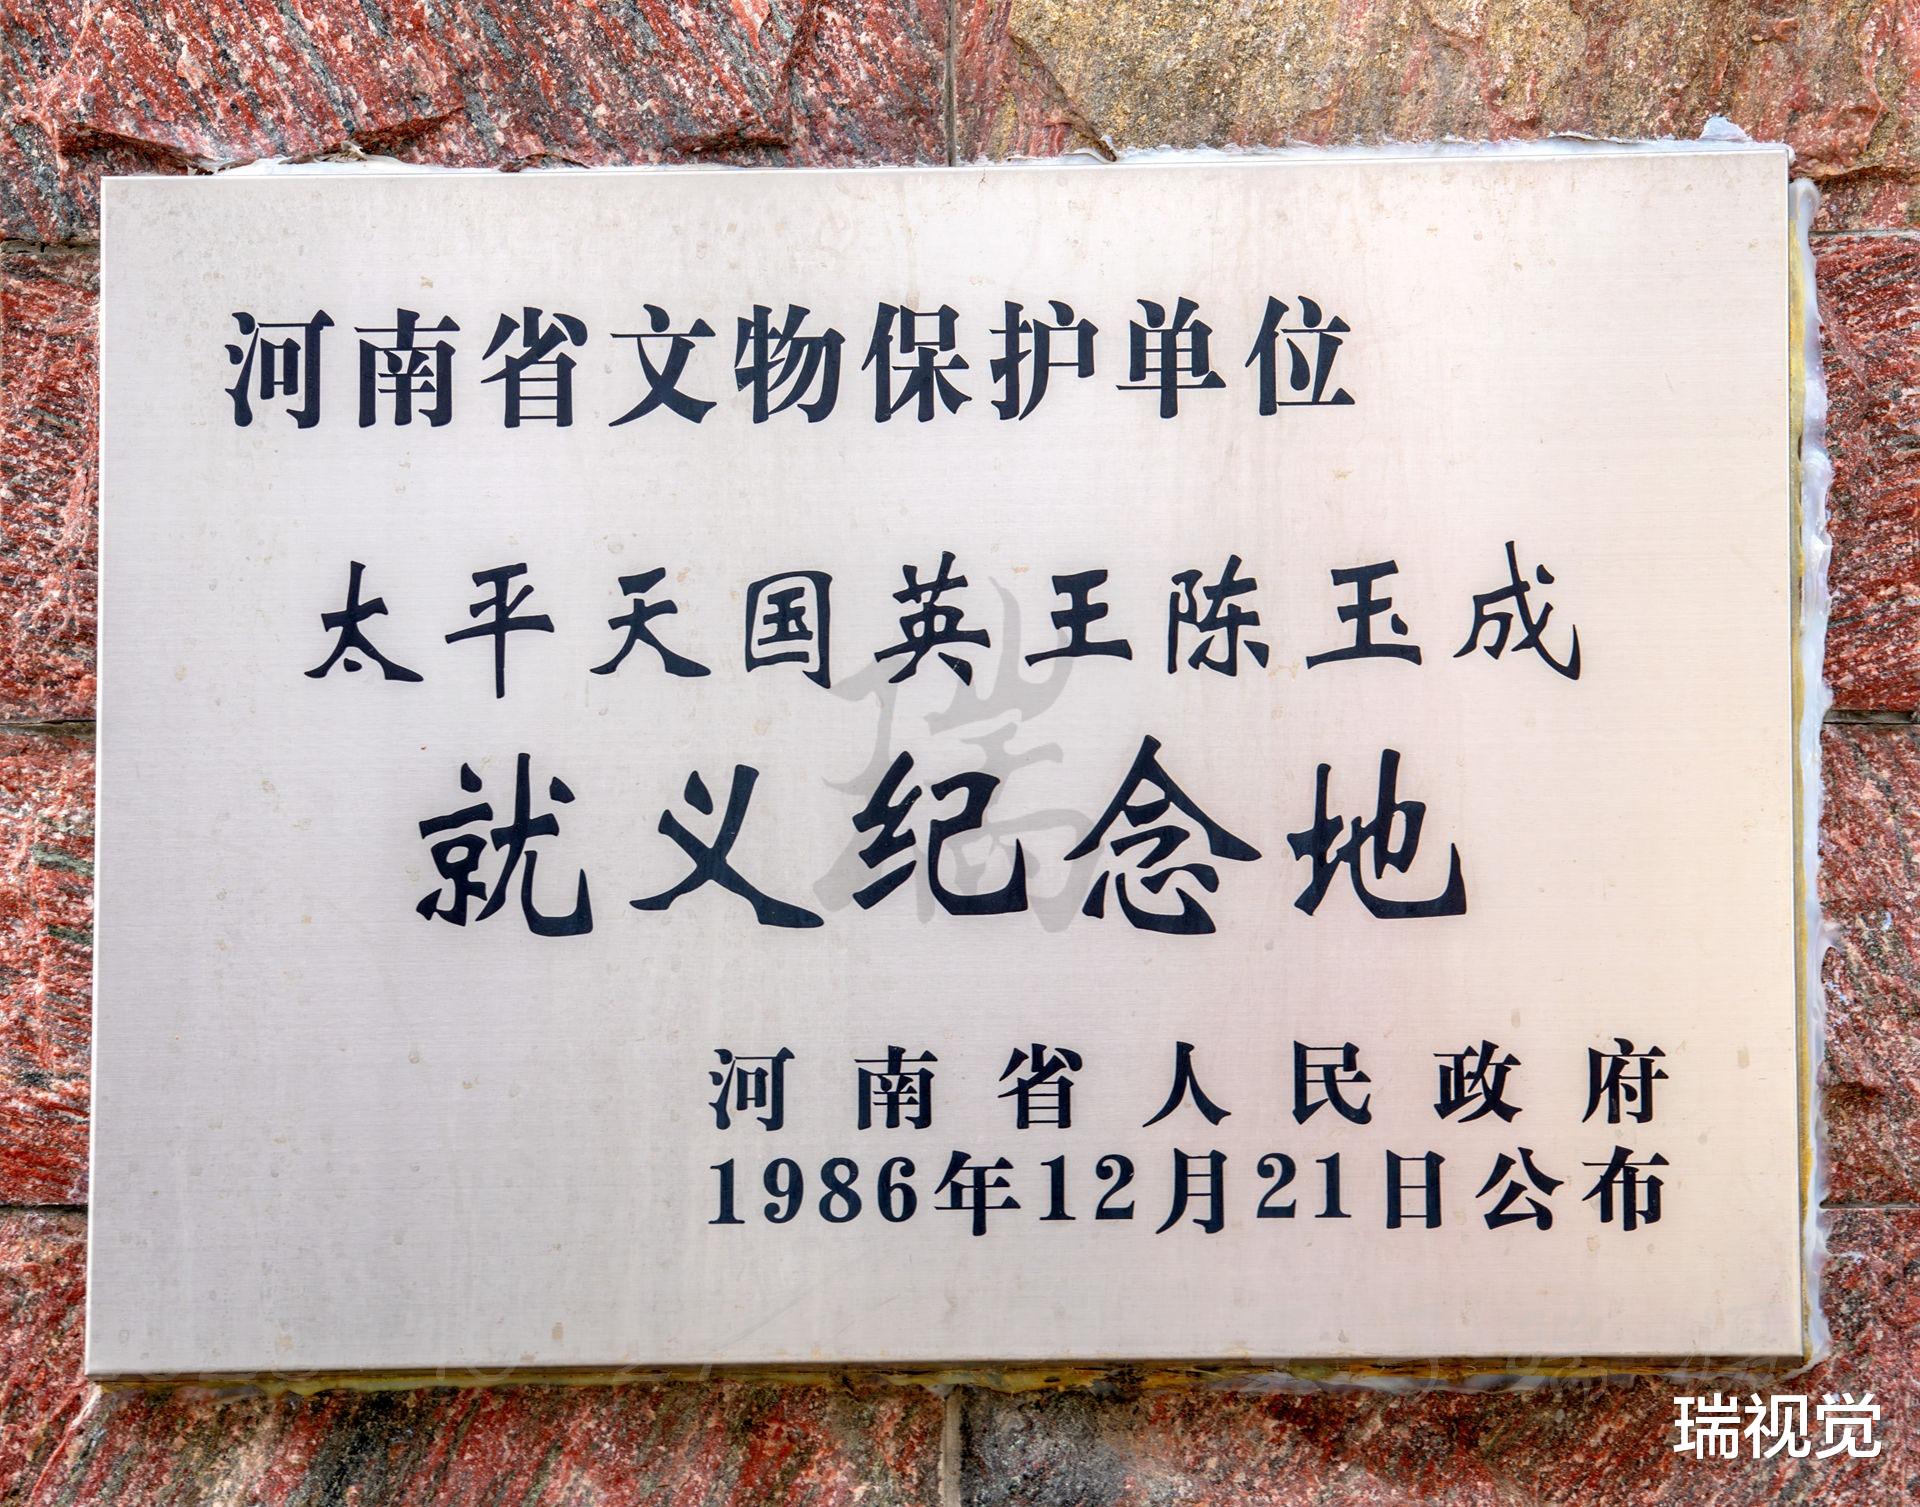 河南省文物保护单位
太平天国英王陈玉成
就义纪念地
河南省人民政府
1986年12月21日公布
瑞
瑞视觉